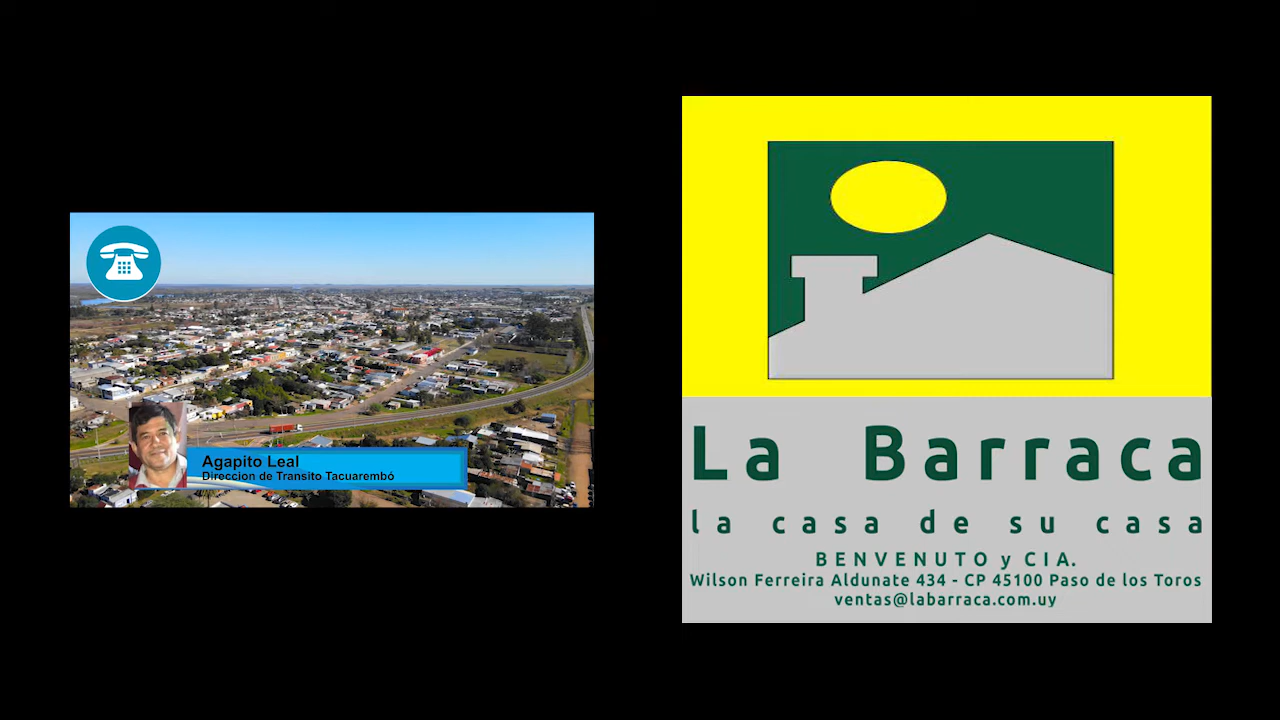 Agapito Leal
Direccion de Transito Tacuarembó
La Barraca
la casa de su casa
BENVENUTO y CIA.
Wilson Ferreira Aldunate 434 - CP 45100 Paso de los Toros
ventas@labarraca.com.uy